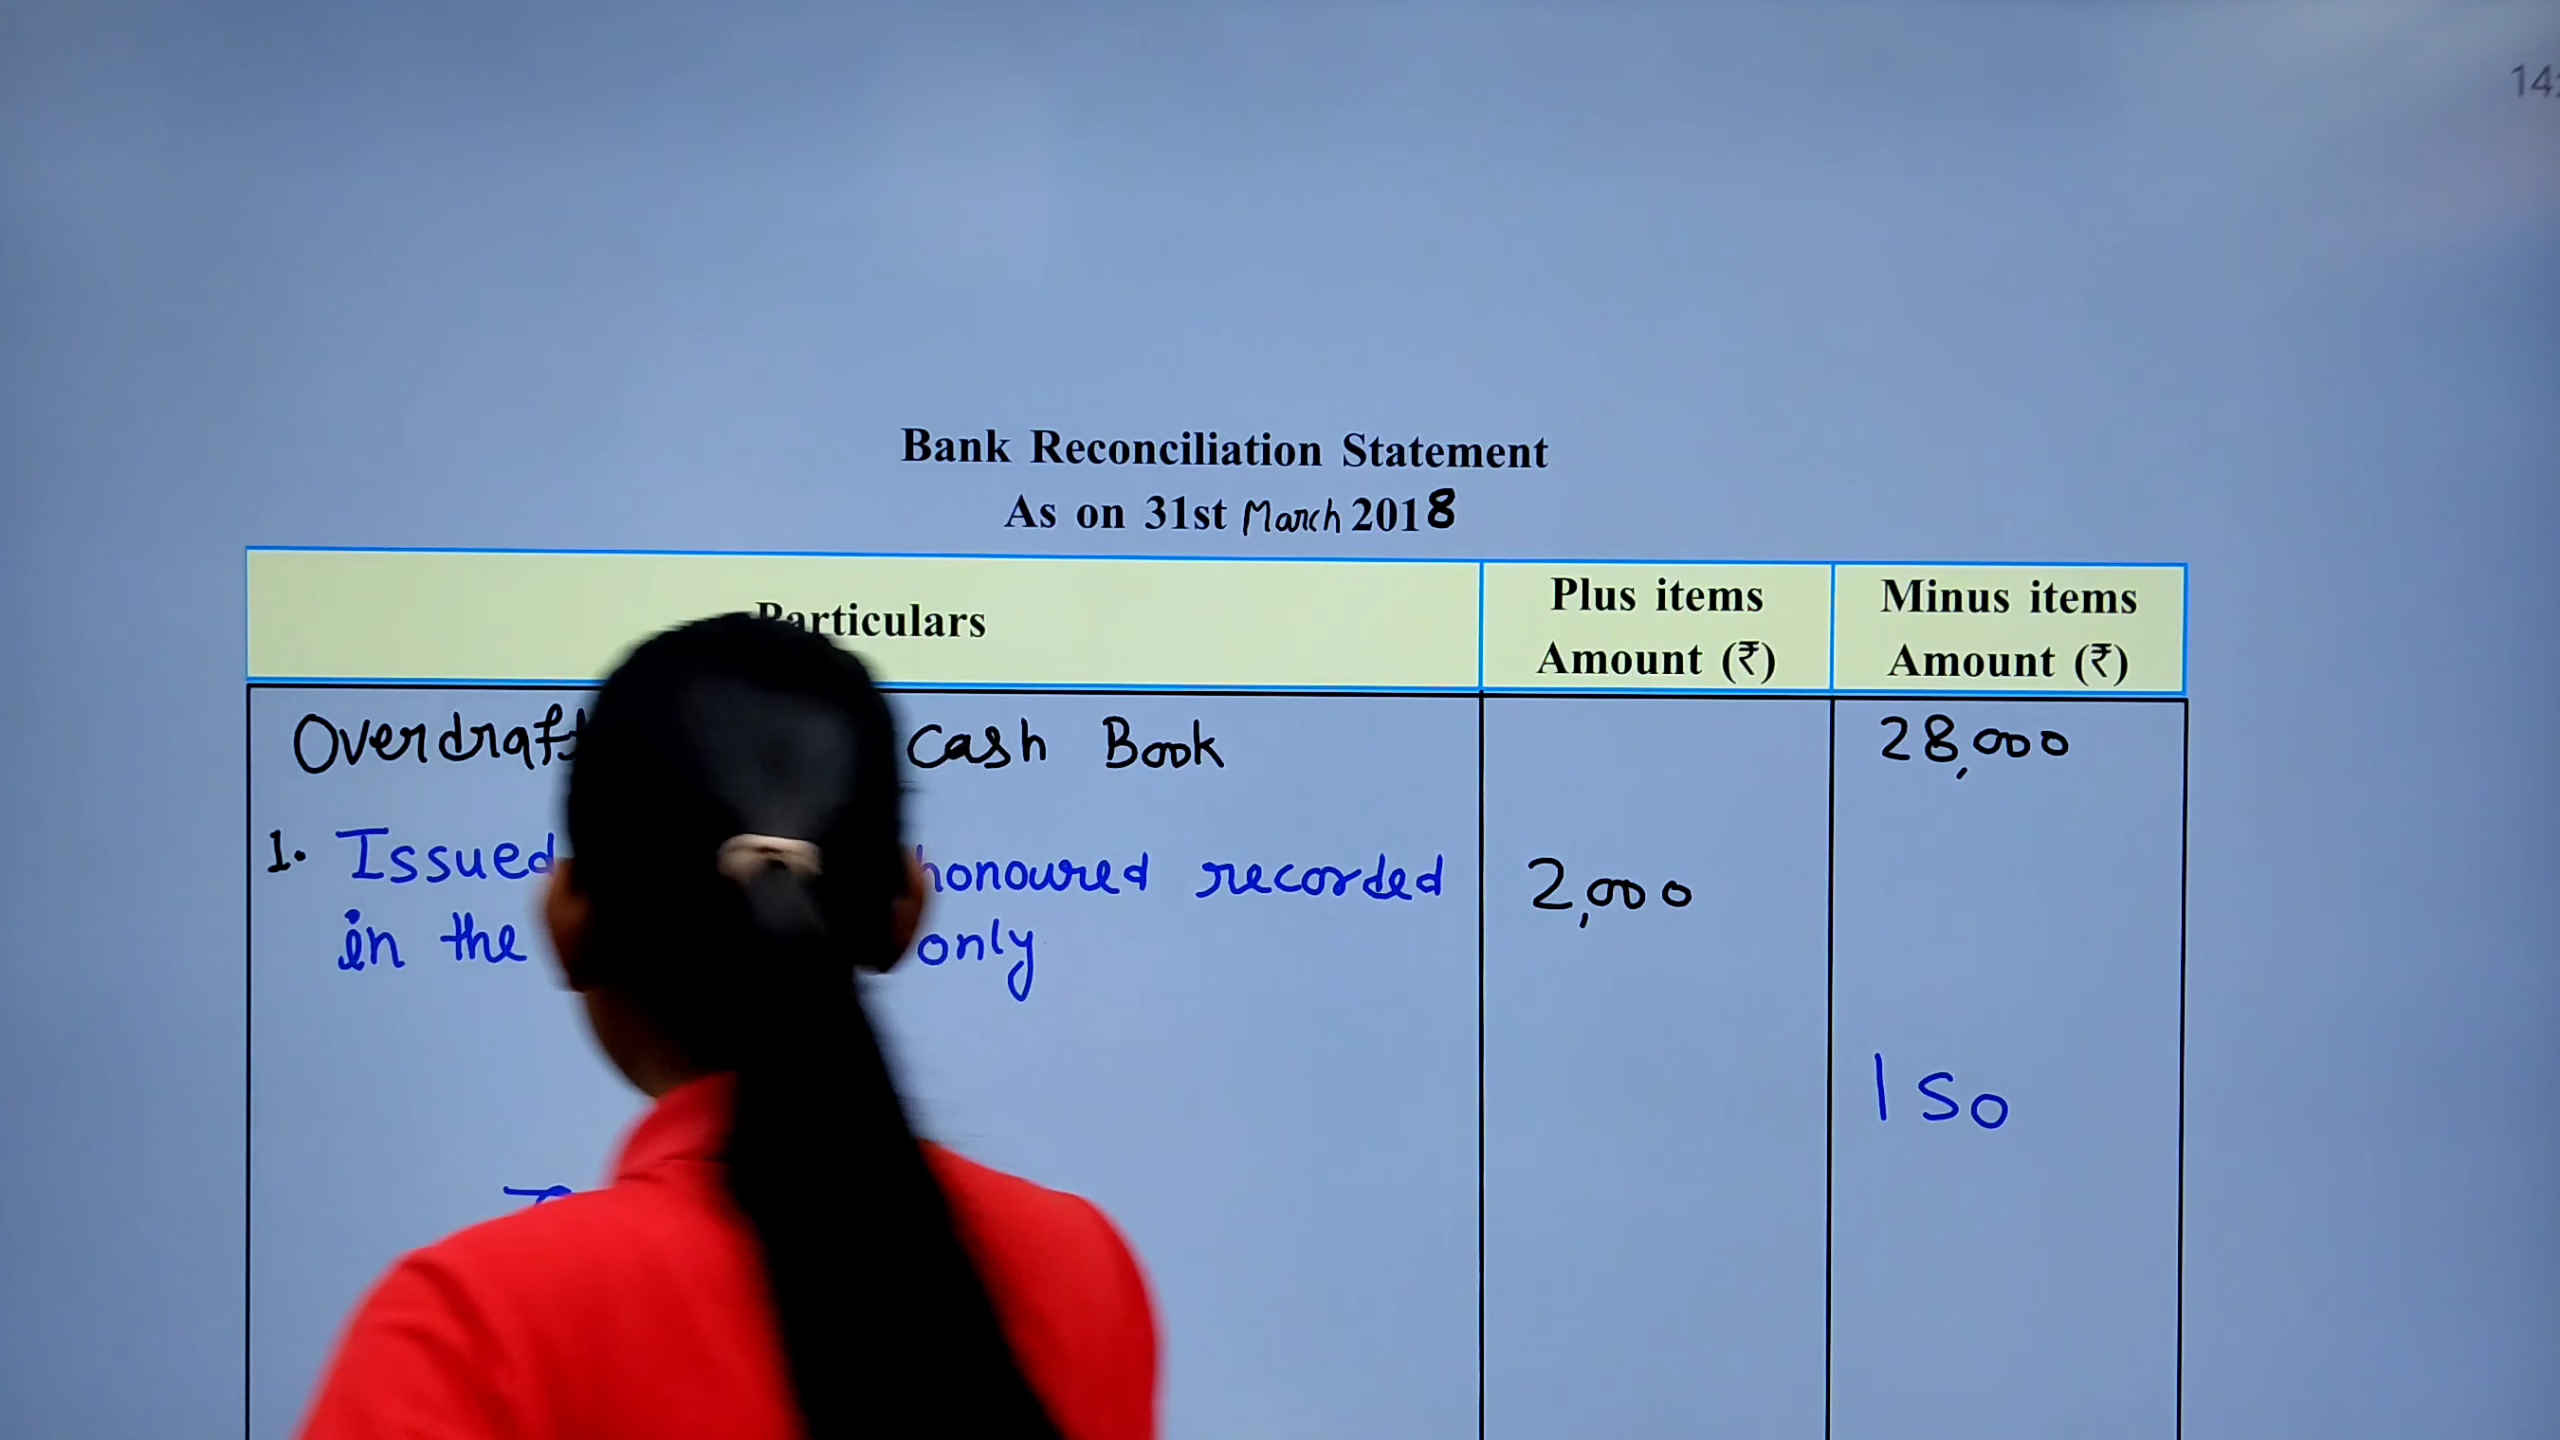 14:
Bank Reconciliation Statement
As on 31st March 2018
Particulars
Plus items
Amount (₹)
Minus items
Amount (₹)
Overdraft Cash Book 28,000
1. Issued honoured recorded 2,000
in the only
150